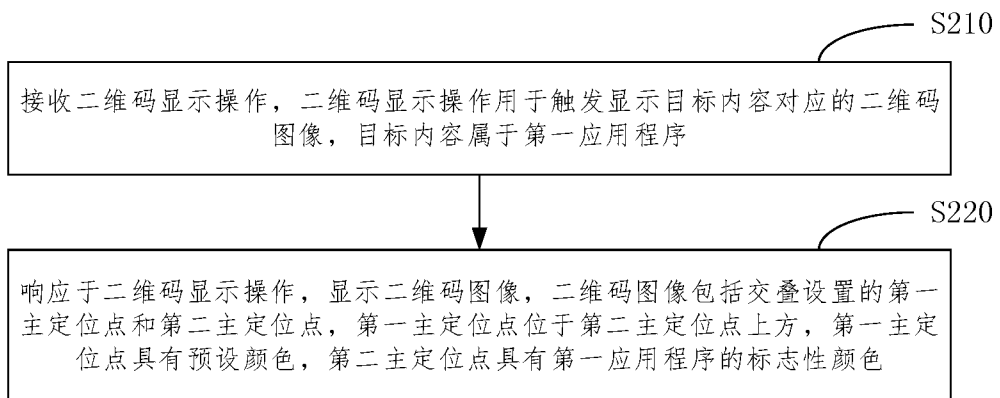 S210
接收二维码显示操作，二维码显示操作用于触发显示目标内容对应的二维码
图像，目标内容属于第一应用程序
S220
响应于二维码显示操作，显示二维码图像，二维码图像包括交叠设置的第一
主定位点和第二主定位点，第一主定位点位于第二主定位点上方，第一主定
位点具有预设颜色，第二主定位点具有第一应用程序的标志性颜色